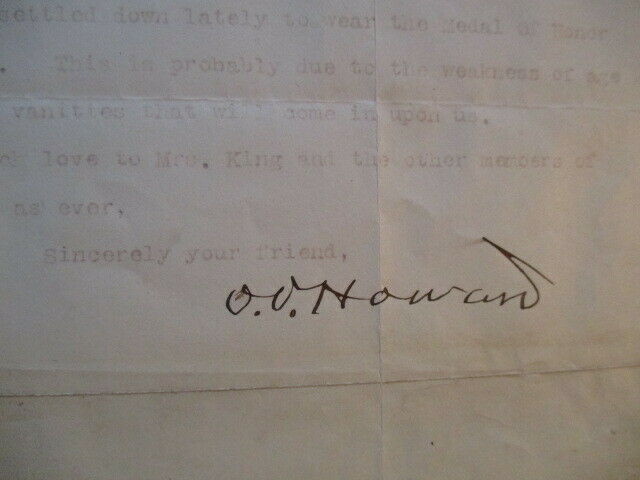 settled down lately to wear the Medal of Honor
. This is probably due to the weakness of age
vanities that will come in upon us.
ch love to Mrs. King and the other members of
as ever,
Sincerely your friend,
O.O. Howard